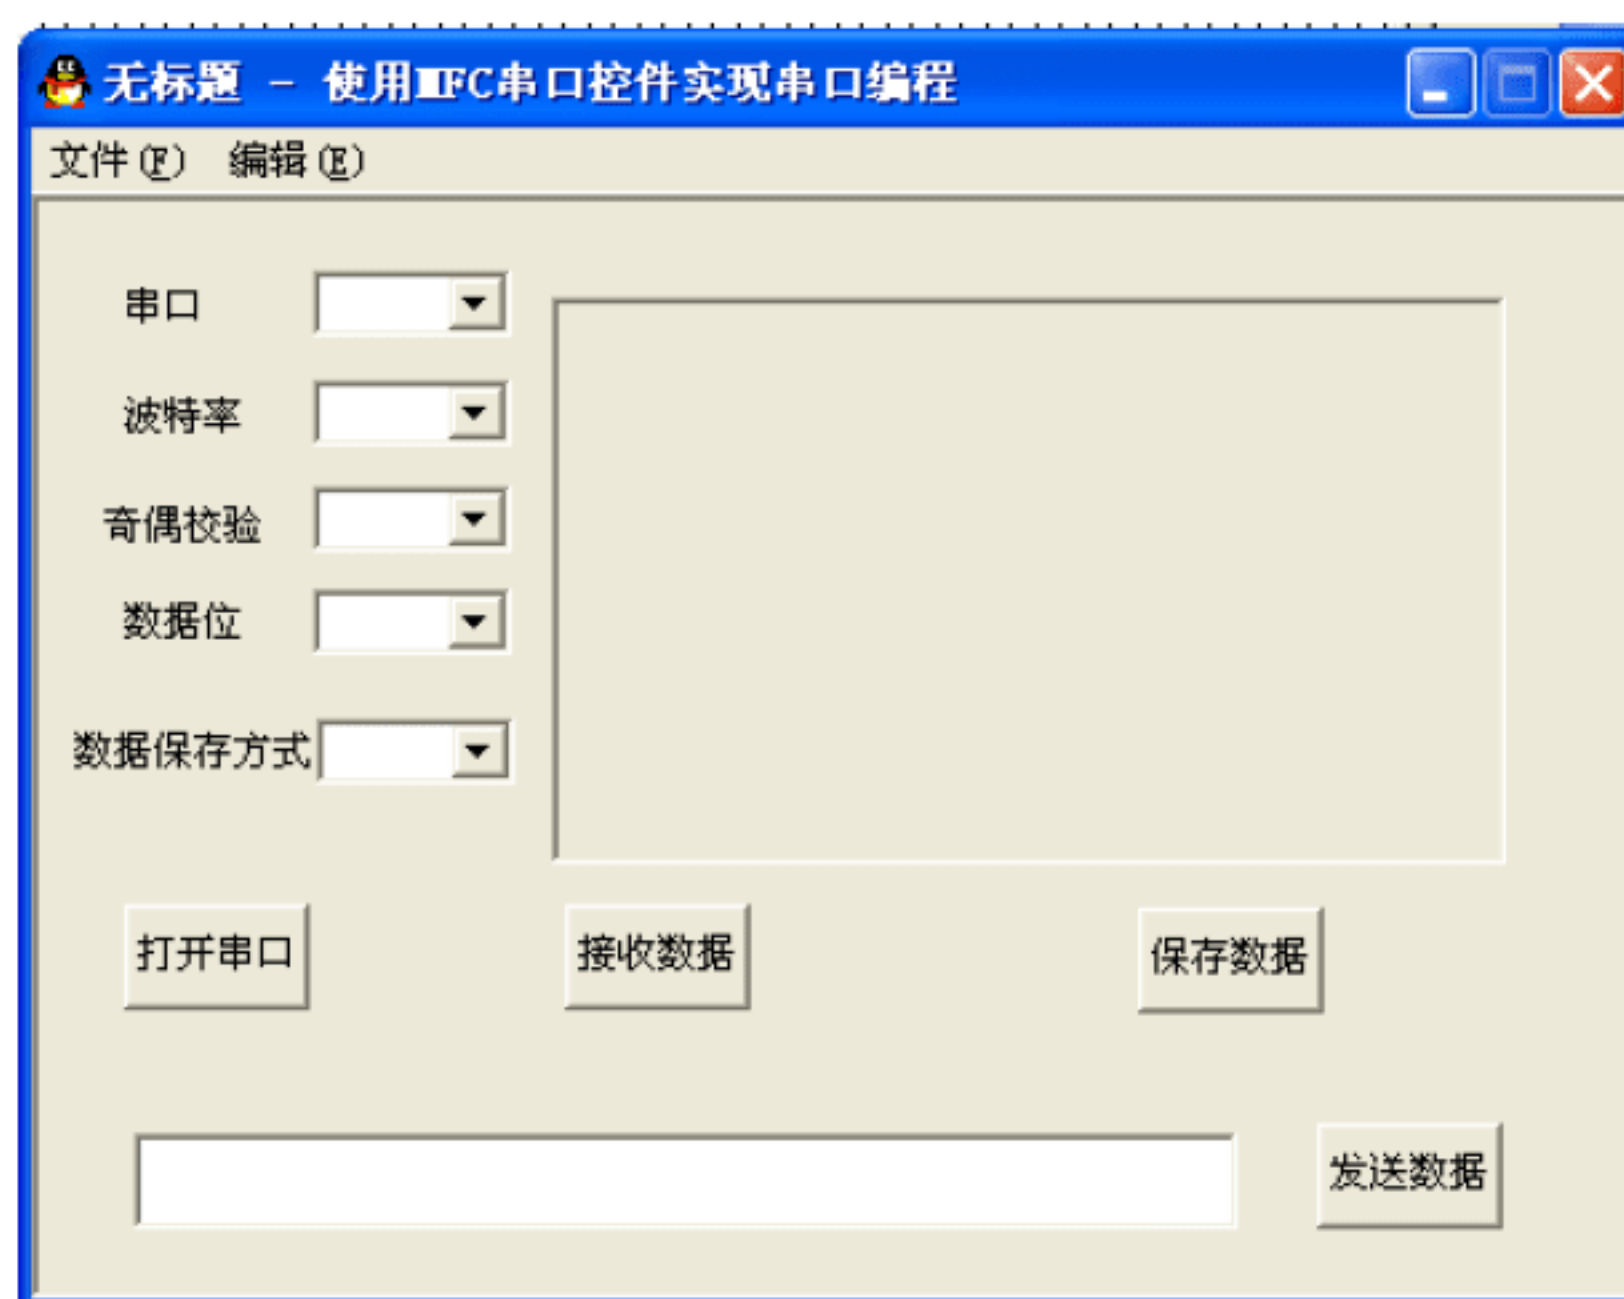 无标题 - 使用MFC串口控件实现串口编程
文件(F) 编辑(E)
串口
波特率
奇偶校验
数据位
数据保存方式
打开串口 接收数据 保存数据
发送数据